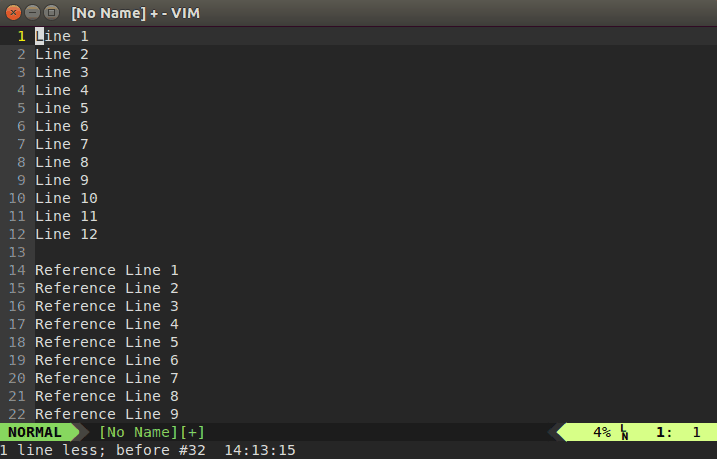 [No Name] + - VIM
1 Line 1
2 Line 2
3 Line 3
4 Line 4
5 Line 5
6 Line 6
7 Line 7
8 Line 8
9 Line 9
10 Line 10
11 Line 11
12 Line 12
13
14 Reference Line 1
15 Reference Line 2
16 Reference Line 3
17 Reference Line 4
18 Reference Line 5
19 Reference Line 6
20 Reference Line 7
21 Reference Line 8
22 Reference Line 9
NORMAL [No Name][+] 4% LN 1: 1
1 line less; before #32 14:13:15